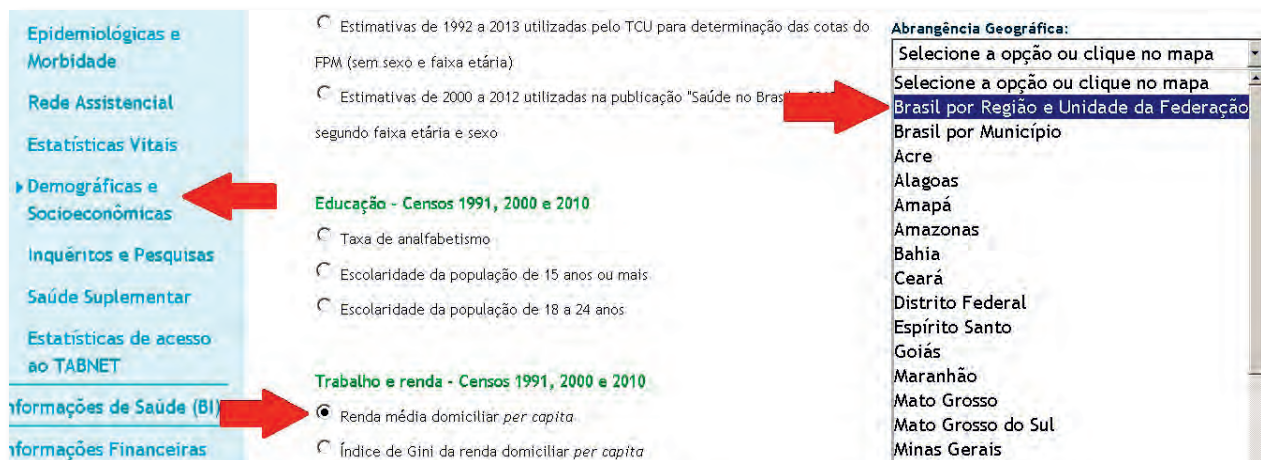 Epidemiológicas e
Morbidade
Rede Assistencial
Estatísticas Vitais
Demográficas e
Socioeconômicas
Inquéritos e Pesquisas
Saúde Suplementar
Estatísticas de acesso
ao TABNET
nformações de Saúde (BI)
nformações Financeiras
Estimativas de 1992 a 2013 utilizadas pelo TCU para determinação das cotas do
FPM (sem sexo e faixa etária)
Estimativas de 2000 a 2012 utilizadas na publicação "Saúde no Brasil
segundo faixa etária e sexo
Educação - Censos 1991, 2000 e 2010
Taxa de analfabetismo
Escolaridade da população de 15 anos ou mais
Escolaridade da população de 18 a 24 anos
Trabalho e renda - Censos 1991, 2000 e 2010
Renda média domiciliar per capita
Índice de Gini da renda domiciliar per capita
Abrangência Geográfica:
Selecione a opção ou clique no mapa
Selecione a opção ou clique no mapa
Brasil por Região e Unidade da Federação
Brasil por Município
Acre
Alagoas
Amapá
Amazonas
Bahia
Ceará
Distrito Federal
Espírito Santo
Goiás
Maranhão
Mato Grosso
Mato Grosso do Sul
Minas Gerais